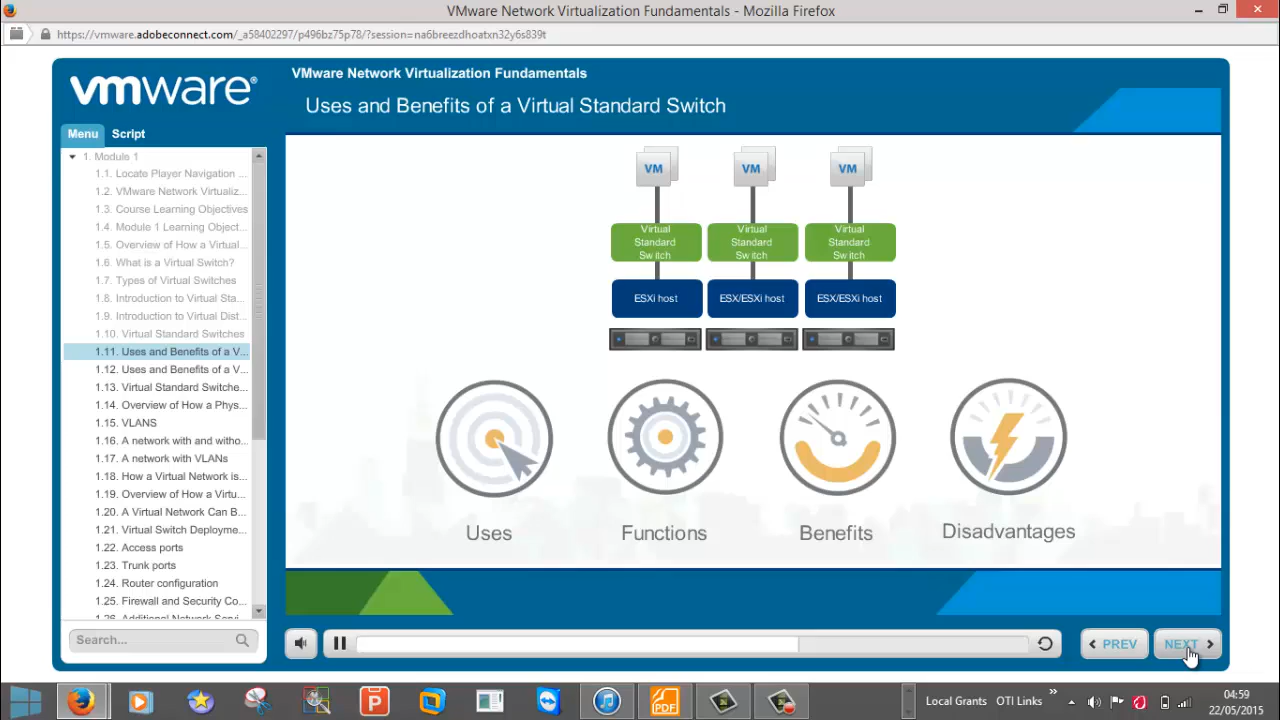 VMware Network Virtualization Fundamentals - Mozilla Firefox
https://vmware.adobeconnect.com/_a58402297/p496bz75p78/?session=na6breezdhoatxn32y6s839t
vmware®
VMware Network Virtualization Fundamentals
Uses and Benefits of a Virtual Standard Switch
Menu
Script
1. Module 1
1.1. Locate Player Navigation ...
1.2. VMware Network Virtualiz...
1.3. Course Learning Objectives
1.4. Module 1 Learning Object...
1.5. Overview of How a Virtual...
1.6. What is a Virtual Switch?
1.7. Types of Virtual Switches
1.8. Introduction to Virtual Sta...
1.9. Introduction to Virtual Dist...
1.10. Virtual Standard Switches
1.11. Uses and Benefits of a V...
1.12. Uses and Benefits of a V...
1.13. Virtual Standard Switche...
1.14. Overview of How a Phys...
1.15. VLANS
1.16. A network with and witho...
1.17. A network with VLANs
1.18. How a Virtual Network is...
1.19. Overview of How a Virtu...
1.20. A Virtual Network Can B...
1.21. Virtual Switch Deployme...
1.22. Access ports
1.23. Trunk ports
1.24. Router configuration
1.25. Firewall and Security Co...
1.26. Additional Network Servi...
Search...
VM VM VM
Virtual Standard Switch
Virtual Standard Switch
Virtual Standard Switch
ESXi host
ESX/ESXi host
ESX/ESXi host
Uses
Functions
Benefits
Disadvantages
PREV
NEXT
Local Grants
OTI Links
04:59
22/05/2015